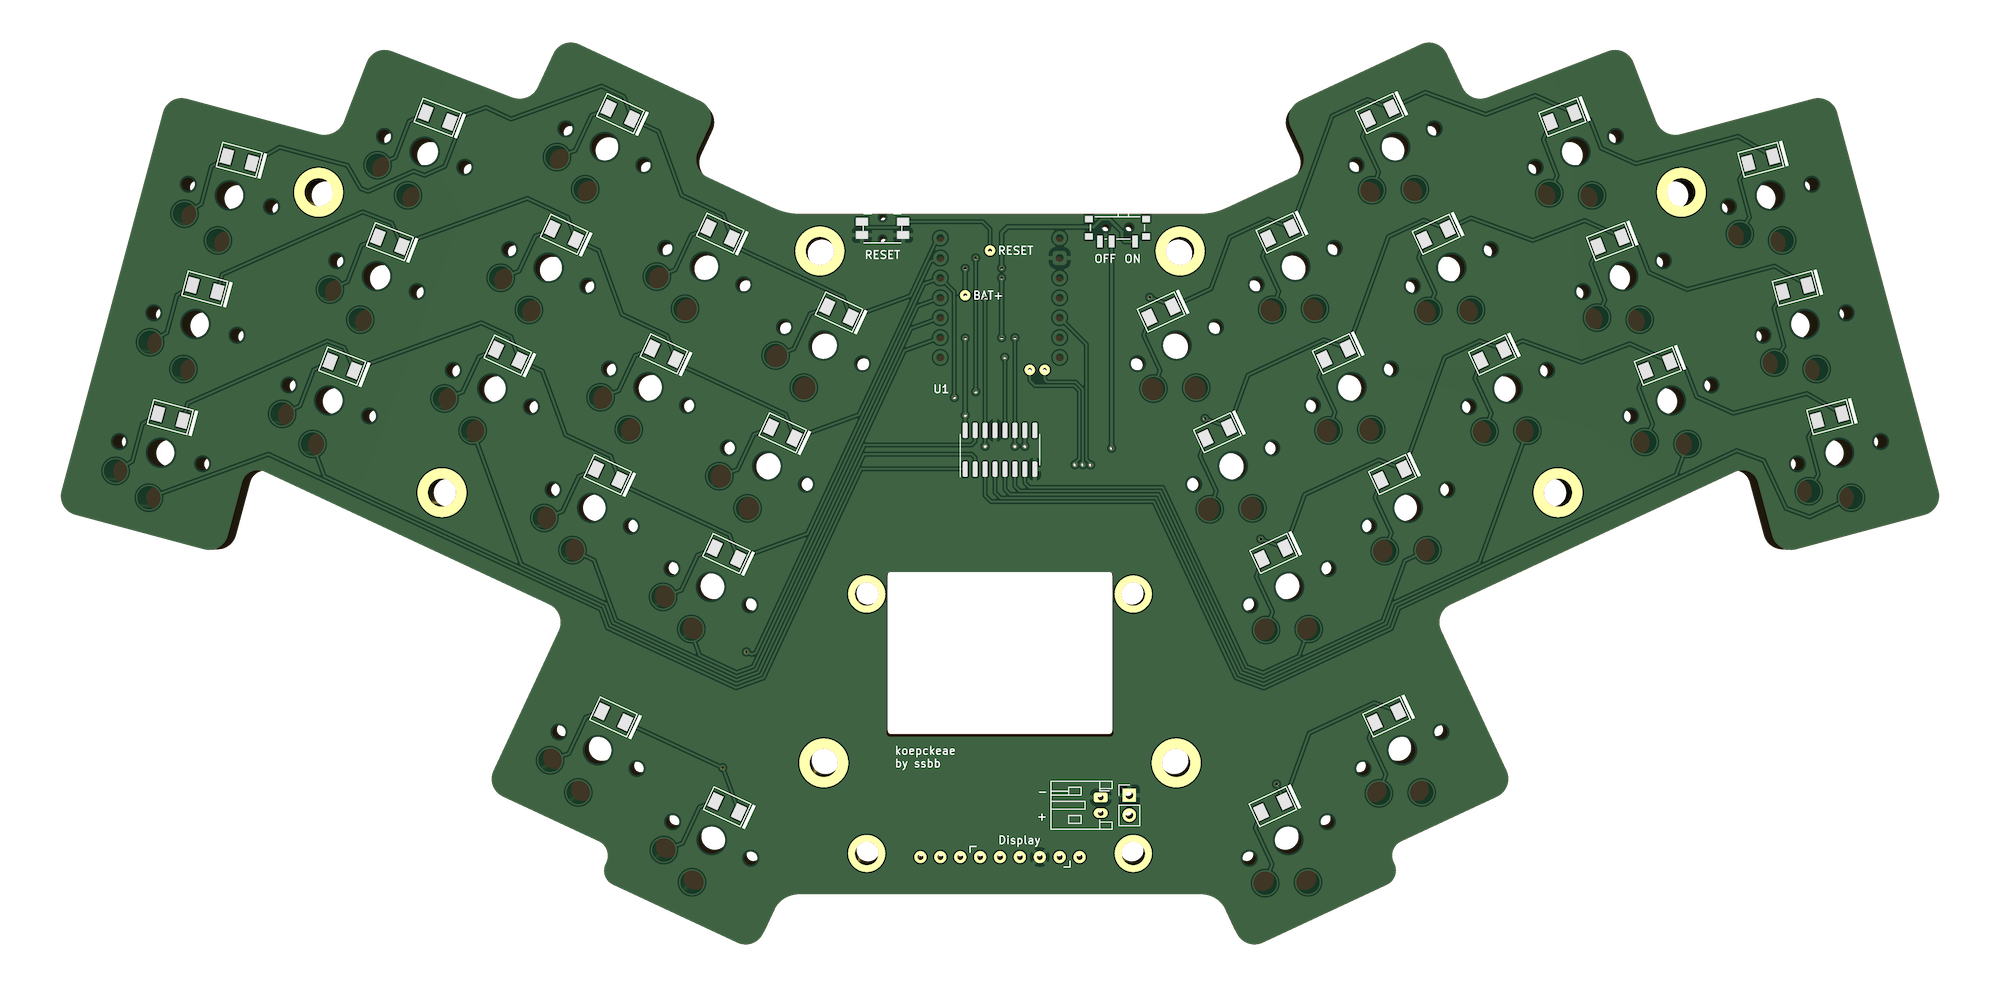 RESET
RESET
OFF ON
BAT+
U1
koepckeae
by ssbb
-
+
Display